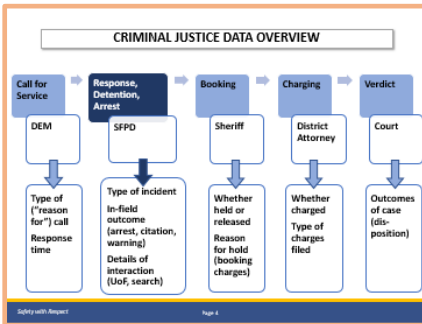 CRIMINAL JUSTICE DATA OVERVIEW
Call for
Service
Response,
Detention,
Arrest
Booking
Charging
Verdict
DEM
SFPD
Sheriff
District
Attorney
Court
Type of
("reason
for") call
Response
time
Type of incident
In-field
outcome
(arrest, citation,
warning)
Details of
interaction
(UoF, search)
Whether
held or
released
Reason
for hold
(booking
charges)
Whether
charged
Type of
charges
filed
Outcomes
of case
(dis-
position)
Safety with Respect
Page 4